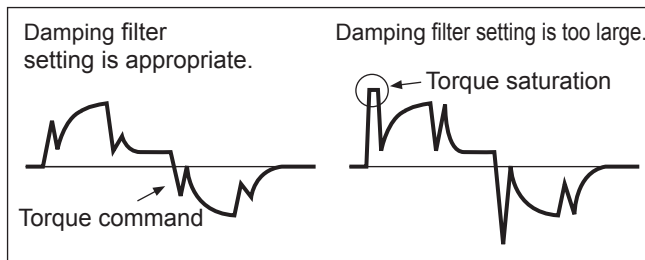 Damping filter
setting is appropriate.
Damping filter setting is too large.
Torque saturation
Torque command